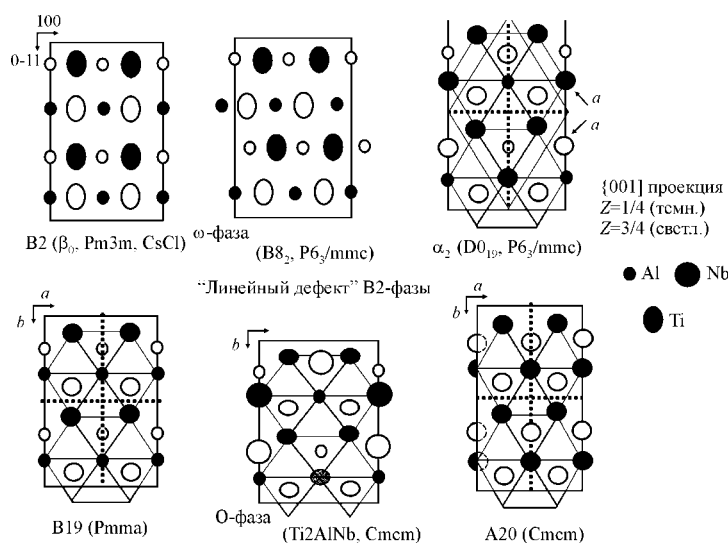 100
0-11
B2 (β₀, Pm3m, CsCl)
ω-фаза
(B8₂, P6₃/mmc)
a
a
α₂ (D0₁₉, P6₃/mmc)
{001] проекция
Z=1/4 (темн.)
Z=3/4 (светл.)
Al Nb
Ti
“Линейный дефект” B2-фазы
a
b
B19 (Pmma)
b
О-фаза
(Ti2AlNb, Cmcm)
a
b
A20 (Cmcm)